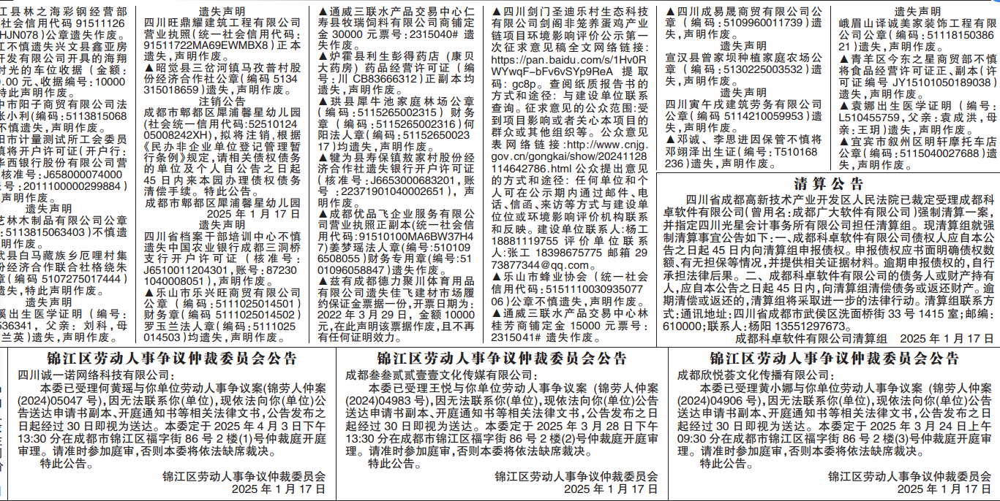 江县林之海彩钢经营部
社会信用代码 91511126
HJN078)公章遗失作废。
江不慎遗失兴文县鑫亚房
开发有限公司开具的海翔
时光的车位收据 (金额:
0.00 元、收据编号: 10000
特此声明作废。
中市阳子商贸有限公司法
张小利(编号: 5113815068
不慎遗失,声明作废。
阳市计量测试所工会委员
慎将开户许可证(开户行:
华西银行股份有限公司营
核准号: J658000074000
长号: 2011100000299884)
声明作废。
遗失声明
艺林木制品有限公司公章
: 5113815063403)不慎遗
明作废。
武县白马藏族乡厄哩村集
份经济合作联合社格绕朱
章(编码 5107275017444)
遗失,特此声明作废。
遗失声明
溪出生医学证明 (编号:
536341, 父亲: 刘科,母
兰英)遗失,声明作废。
遗失声明
四川旺鼎耀建筑工程有限公司
营业执照(统一社会信用代码:
91511722MA69EWMBX8)正本
遗失,声明作废。
▲昭觉县三岔河镇马孜普村股
份经济合作社公章(编码 5134
315018659)遗失,声明作废。
注销公告
成都市郫都区犀浦馨星幼儿园
(社会统一信用代码:52510124
05008242XH),拟将注销,根据
《民办非企业单位登记管理暂
行条例》规定,请相关债权债务
的单位及个人自公告之日起
45 日内来本园办理债权债务
清偿手续。特此公告。
成都市郫都区犀浦馨星幼儿园
2025 年 1 月 17 日
遗失声明
四川省档案干部培训中心不慎
遗失中国农业银行成都三洞桥
支行开户许可证 (核准号:
J6510011204301,账号: 87230
1040008051),声明作废。
▲乐山市乐兴旺商贸有限公司
公章 (编号: 5111025014501)
财务章(编号: 5111025014502)
罗玉兰法人章(编号: 5111025
014503)均遗失,声明作废。
▲通威三联水产品交易中心仁
寿县牧瑞饲料有限公司商铺定
金 30000 元票号: 2315040# 遗
失作废。
▲炉霍县利生彭得药店 (康贝
大药房) 药品经营许可证 (编
号: 川 CB83666312)正副本均
遗失,声明作废。
▲珙县犀牛池家庭林场公章
(编码: 5115265002315) 财务
章 (编码: 5115265002316)何
阳法人章(编码: 51152650023
17)均遗失,声明作废。
▲犍为县寿保镇敖家村股份经
济合作社遗失银行开户许可证
(核准号: J6653000683201,账
号: 22371901040002651), 声
明作废。
▲成都优品飞企业服务有限公
司营业执照正副本(统一社会信
用代码: 91510100MA6BW37H4
7)姜梦瑶法人章(编号:510109
6508055)财务专用章(编号:51
01096058847)遗失作废。
▲兹有成都德力聚川体育用品
有限公司遗失佳飞建材市场履
约保证金票据一份,开票日期为:
2022 年 3 月 29 日, 金额 10000
元,在此声明该票据作废,且不再
有任何证明效力。
▲四川剑门圣迪乐村生态科技
有限公司剑阁非笼养蛋鸡产业
链项目环境影响评价公示第一
次征求意见稿全文网络链接:
https://pan.baidu.com/s/1Hv0R
WYwqF-bFv6vSYp9ReA 提取
码: gc8p。查阅纸质报告书的
方式和途径: 与建设单位联系
查询。征求意见的公众范围:受
到项目影响或者关心本项目的
群众或其他组织等。公众意见
表网络链接:http://www.cnjg.
gov.cn/gongkai/show/20241128
114642786.html 公众提出意见
的方式和途径: 任何单位和个
人可在公示期内通过邮件、电
话、信函、来访等方式与建设单
位位或环境影响评价机构联系
和反映。建设单位联系人: 杨工
18881119755 评价单位联系
人: 张工 18398675775 邮箱 29
73877344@qq.com。
▲乐山市蜂业协会 (统一社会
信用代码: 5151110030935077
06)公章不慎遗失,声明作废。
▲通威三联水产品交易中心林
桂芳商铺定金 15000 元票号:
2315041# 遗失作废。
▲四川成易晟商贸有限公司公
章 (编号: 5109960011739)遗
失,声明作废。
遗失声明
宣汉县曾家坝种植家庭农场公
章 (编号: 5130225003532)遗
失,声明作废。
遗失声明
四川寅午戌建筑劳务有限公司
公章(编号 5114210059953)遗
失,声明作废。
▲邓诚、李思进因保管不慎将
邓翊泽出生证(编号: T510168
236)遗失,声明作废。
遗失声明
峨眉山译诚美家装饰工程有限
公司公章(编号: 51118150386
21)遗失,声明作废。
▲青羊区今东之星商贸部不慎
将食品经营许可证正、副本(许
可证编号 JY15101050189038)
遗失,声明作废。
▲袁娜出生医学证明 (编号:
L510455759,父亲: 袁成洪,母
亲: 王玥)遗失,声明作废。
▲宜宾市叙州区明轩摩托车店
公章(编码: 5115040027688)遗
失,声明作废。
清算公告
四川省成都高新技术产业开发区人民法院已裁定受理成都科
卓软件有限公司(曾用名:成都广大软件有限公司)强制清算一案,
并指定四川光星会计事务所有限公司担任清算组。现清算组就强
制清算事宜公告如下:一、成都科卓软件有限公司债权人应自本公
告之日起 45 日内向清算组申报债权。申报债权应书面明确债权数
额、有无担保等情况,并提供相关证据材料。逾期申报债权的,自行
承担法律后果。二、成都科卓软件有限公司的债务人或财产持有
人,应自本公告之日起 45 日内,向清算组清偿债务或返还财产。逾
期清偿或返还的,清算组将采取进一步的法律行动。清算组联系方
式:通讯地址:四川省成都市武侯区洗面桥街 33 号 1415 室;邮编:
610000;联系人:杨阳 13551297673。
成都科卓软件有限公司清算组 2025 年 1 月 17 日
锦江区劳动人事争议仲裁委员会公告
四川诚一诺网络科技有限公司:
本委已受理何黄瑶与你单位劳动人事争议案(锦劳人仲案
(2024)05047 号),因无法联系你(单位),现依法向你(单位)公
告送达申请书副本、开庭通知书等相关法律文书,公告发布之
日起经过 30 日即视为送达。本委定于 2025 年 4 月 3 日下午
13:30 分在成都市锦江区福字街 86 号 2 楼(1)号仲裁庭开庭
审理。请准时参加庭审,否则本委将依法缺席裁决。
特此公告。
锦江区劳动人事争议仲裁委员会
2025 年 1 月 17 日
锦江区劳动人事争议仲裁委员会公告
成都叁叁贰贰壹壹文化传媒有限公司:
本委已受理王悦与你单位劳动人事争议案 (锦劳人仲案
(2024)04983 号),因无法联系你(单位),现依法向你(单位)公告
送达申请书副本、开庭通知书等相关法律文书,公告发布之日
起经过 30 日即视为送达。本委定于 2025 年 3 月 28 日下午
13:30 分在成都市锦江区福字街 86 号 2 楼(2)号仲裁庭开庭审
理。请准时参加庭审,否则本委将依法缺席裁决。
特此公告。
锦江区劳动人事争议仲裁委员会
2025 年 1 月 17 日
锦江区劳动人事争议仲裁委员会公告
成都欣悦荟文化传播有限公司:
本委已受理黄小娜与你单位劳动人事争议案 (锦劳人仲案
(2024)04906 号),因无法联系你(单位),现依法向你(单位)公告
送达申请书副本、开庭通知书等相关法律文书,公告发布之日
起经过 30 日即视为送达。本委定于 2025 年 3 月 24 日上午
09:30 分在成都市锦江区福字街 86 号 2 楼(3)号仲裁庭开庭审
理。请准时参加庭审,否则本委将依法缺席裁决。
特此公告。
锦江区劳动人事争议仲裁委员会
2025 年 1 月 17 日